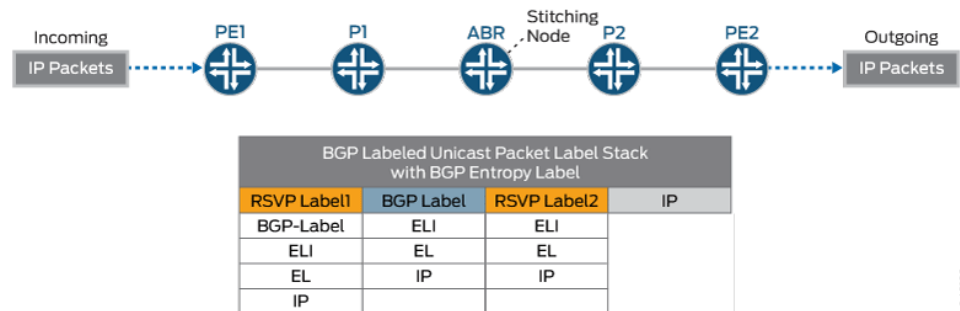 Stitching
Node
PE1
P1
ABR
P2
PE2
Incoming
Outgoing
IP Packets
IP Packets
BGP Labeled Unicast Packet Label Stack
with BGP Entropy Label
RSVP Label1 BGP Label RSVP Label2 IP
BGP-Label ELI ELI
ELI EL EL
EL IP IP
IP